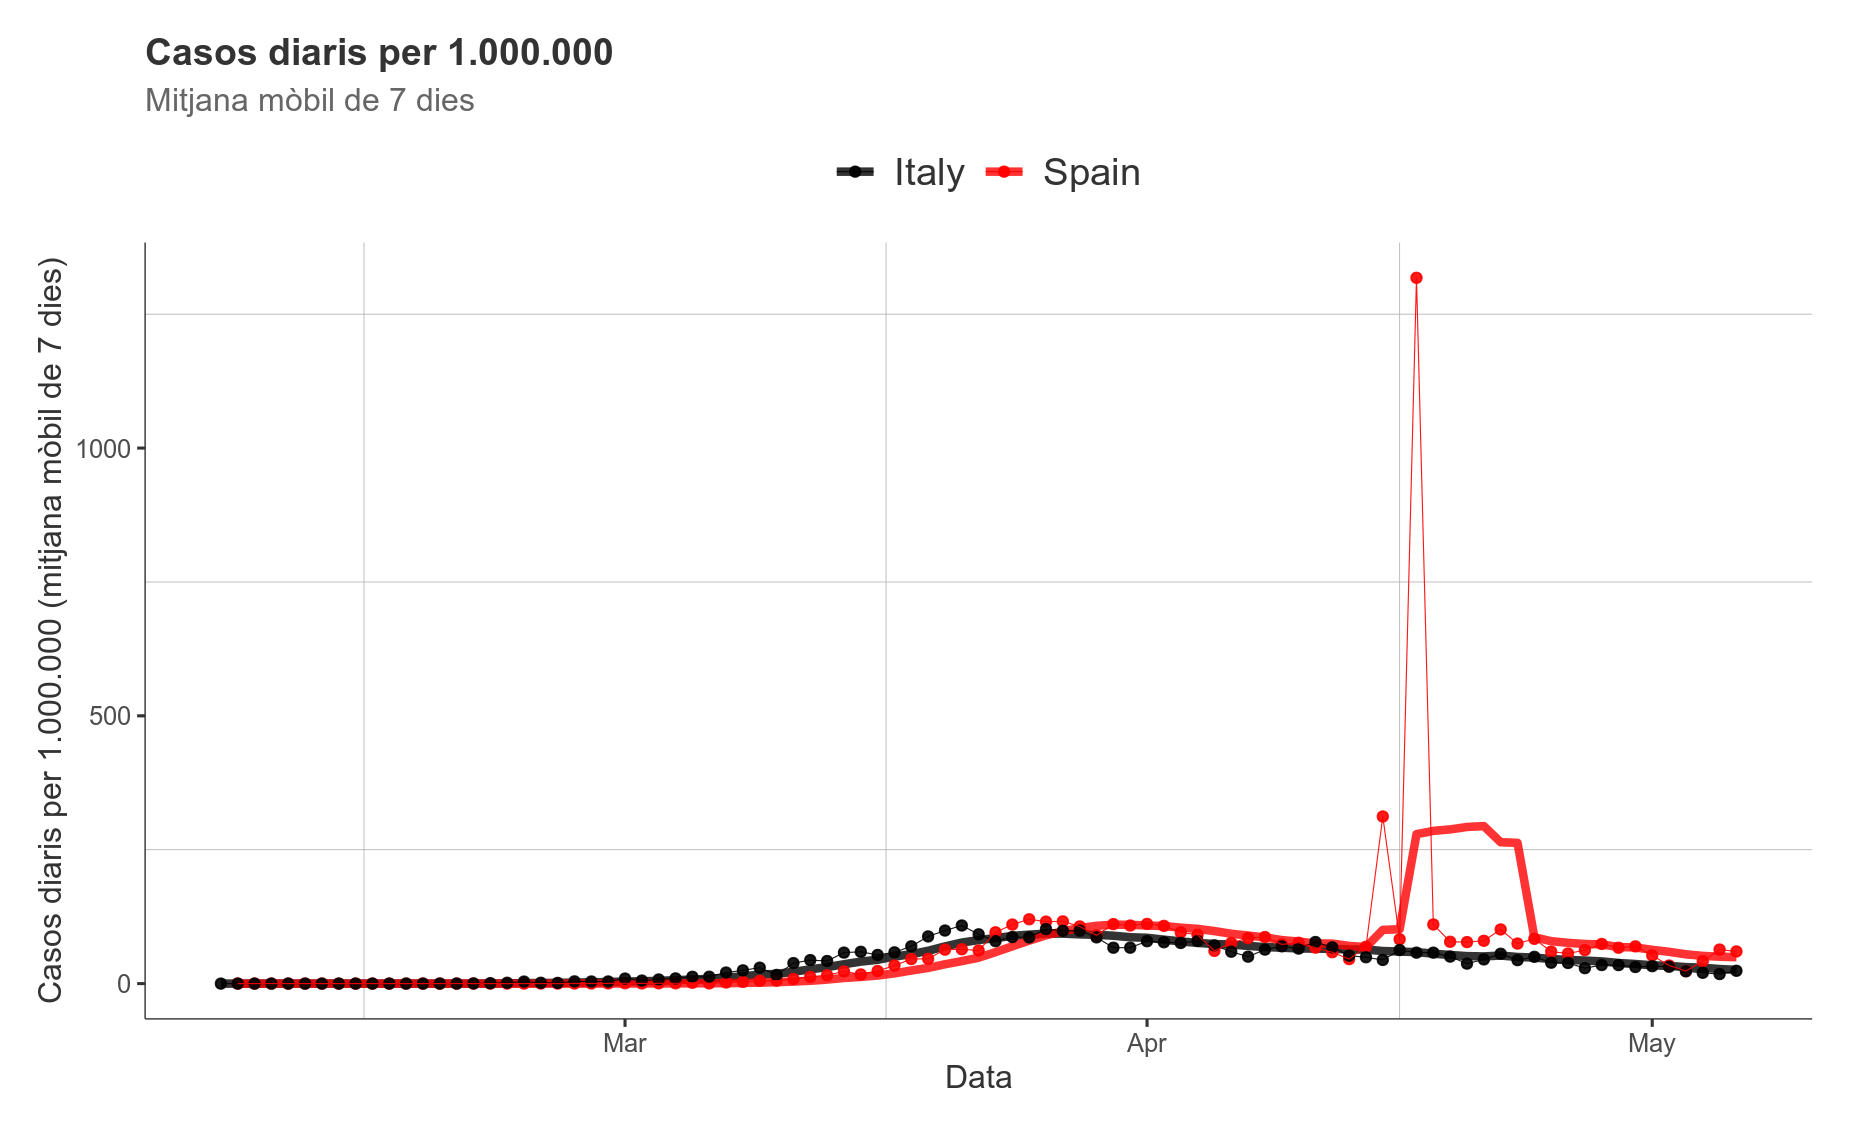 Casos diaris per 1.000.000
Mitjana mòbil de 7 dies
Italy
Spain
Casos diaris per 1.000.000 (mitjana mòbil de 7 dies)
1000
500
0
Mar
Apr
May
Data